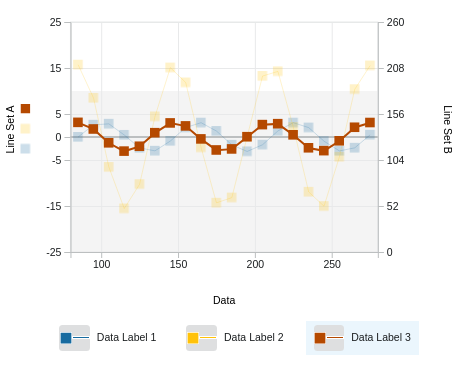 25
15
5
0
-5
-15
-25
260
208
156
104
52
0
Line Set A
Line Set B
100
150
200
250
Data
Data Label 1
Data Label 2
Data Label 3